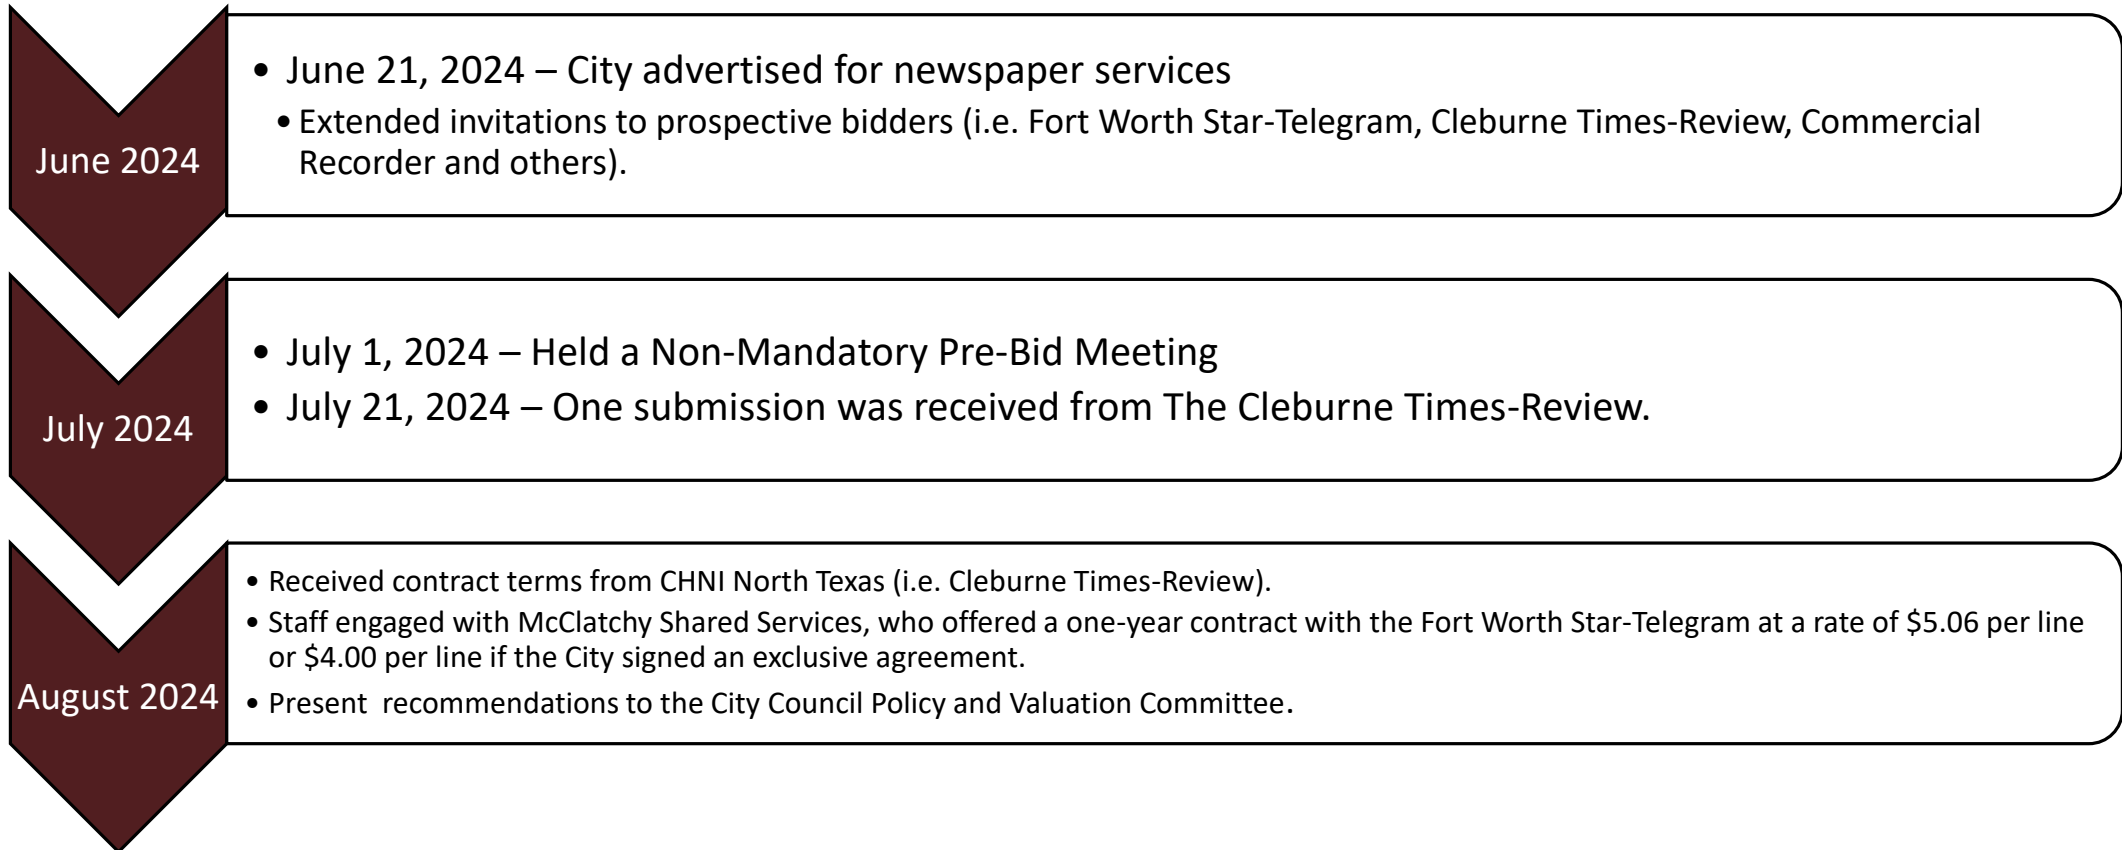 June 2024
• June 21, 2024 – City advertised for newspaper services
• Extended invitations to prospective bidders (i.e. Fort Worth Star-Telegram, Cleburne Times-Review, Commercial
Recorder and others).
July 2024
• July 1, 2024 – Held a Non-Mandatory Pre-Bid Meeting
• July 21, 2024 – One submission was received from The Cleburne Times-Review.
August 2024
• Received contract terms from CHNI North Texas (i.e. Cleburne Times-Review).
• Staff engaged with McClatchy Shared Services, who offered a one-year contract with the Fort Worth Star-Telegram at a rate of $5.06 per line
or $4.00 per line if the City signed an exclusive agreement.
• Present recommendations to the City Council Policy and Valuation Committee.